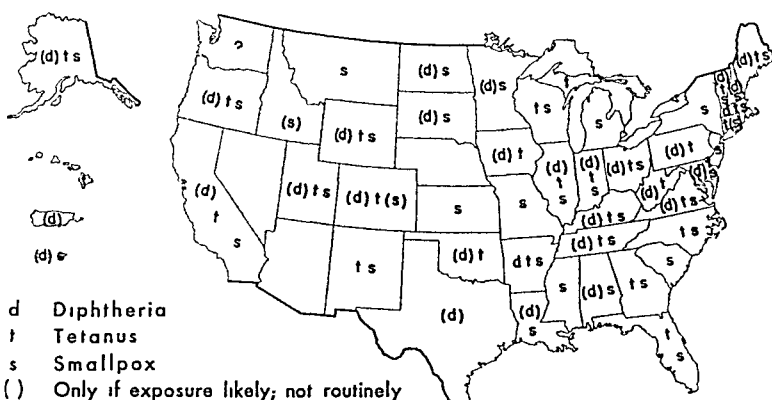 (d) t s
?
s
(d) s
(d) s
(d) t s
(d) t s
(s)
(d) t s
(d) s
t s
t
s
s
(d) t
(d)
t
s
(d)
t
s
(d) t s
(d) t
s
(d)
t
s
(d) t s
(d) t (s)
s
s
(d) t s
(d) t
(d) t s
(d)
(d) s
t s
(d) t
d t s
(d) t s
t s
s
(d)
(d)
s
s
(d) s
t s
t
s
d Diphtheria
t Tetanus
s Smallpox
( ) Only if exposure likely; not routinely